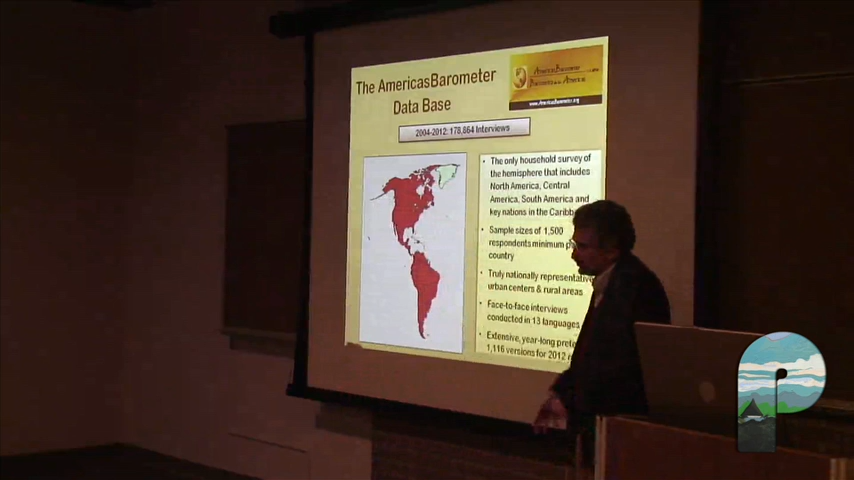 The AmericasBarometer
Data Base
AmericasBarometer
Barómetro de las Américas
www.AmericasBarometer.org
2004-2012: 178,864 Interviews
• The only household survey of
the hemisphere that includes
North America, Central
America, South America and
key nations in the Caribb
• Sample sizes of 1,500
respondents minimum p
country
• Truly nationally representative
urban centers & rural areas
• Face-to-face interviews
conducted in 13 languages
• Extensive, year-long prete
1,116 versions for 2012
P